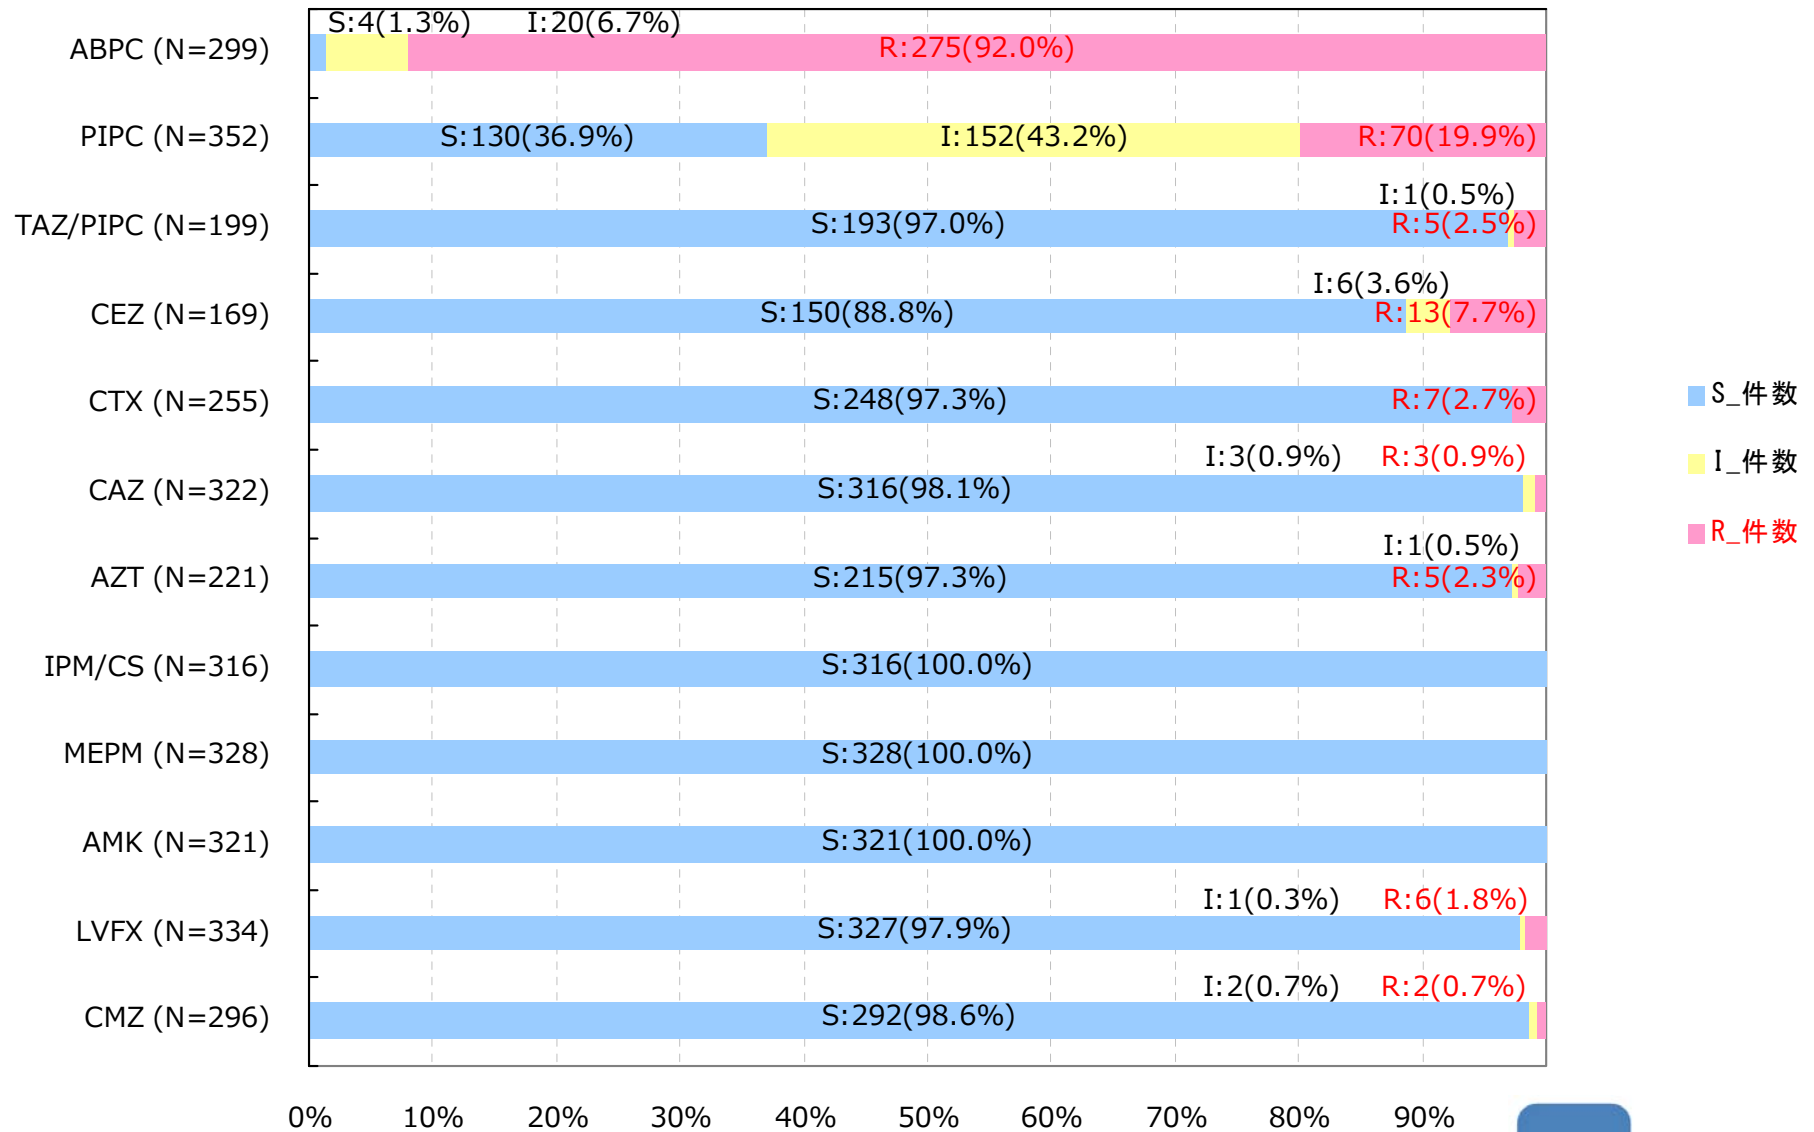 S:4(1.3%) I:20(6.7%)
ABPC (N=299) R:275(92.0%)
PIPC (N=352) S:130(36.9%) I:152(43.2%) R:70(19.9%)
I:1(0.5%)
TAZ/PIPC (N=199) S:193(97.0%) R:5(2.5%)
I:6(3.6%)
CEZ (N=169) S:150(88.8%) R:13(7.7%)
CTX (N=255) S:248(97.3%) R:7(2.7%)
I:3(0.9%) R:3(0.9%)
CAZ (N=322) S:316(98.1%)
I:1(0.5%)
AZT (N=221) S:215(97.3%) R:5(2.3%)
IPM/CS (N=316) S:316(100.0%)
MEPM (N=328) S:328(100.0%)
AMK (N=321) S:321(100.0%)
I:1(0.3%) R:6(1.8%)
LVFX (N=334) S:327(97.9%)
I:2(0.7%) R:2(0.7%)
CMZ (N=296) S:292(98.6%)
0% 10% 20% 30% 40% 50% 60% 70% 80% 90%
S_件数
I_件数
R_件数